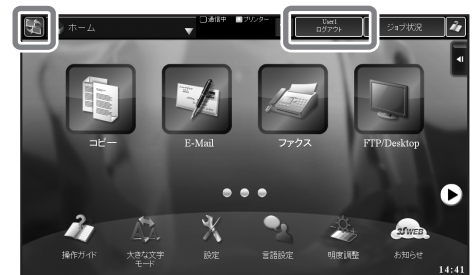 ホーム
通信中 プリンター
User1
ログアウト
ジョブ状況
コピー
E-Mail
ファクス
FTP/Desktop
操作ガイド
大きな文字
モード
設定
言語設定
明度調整
お知らせ
WEB
14:41